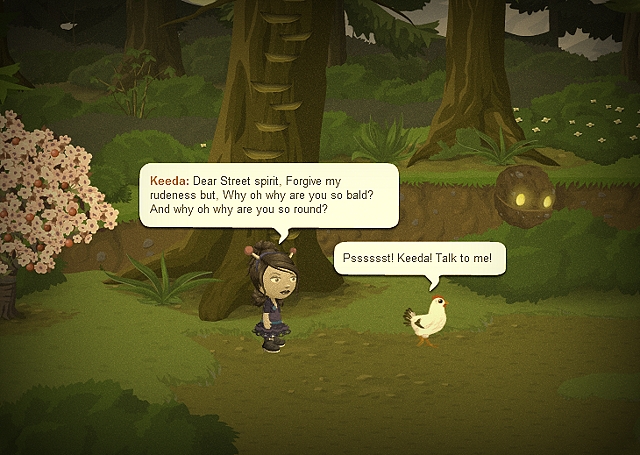 Keeda: Dear Street spirit, Forgive my
rudeness but, Why oh why are you so bald?
And why oh why are you so round?
Psssssst! Keeda! Talk to me!